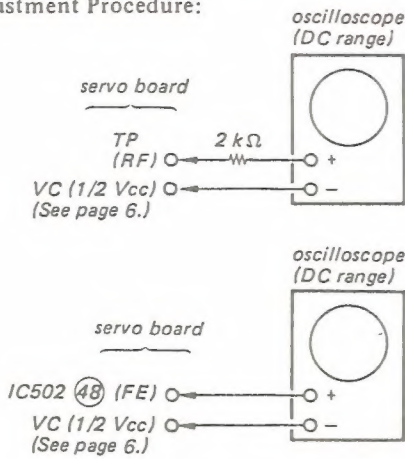 ustment Procedure:
oscilloscope
(DC range)
servo board
TP
(RF)
2 kΩ
+
VC (1/2 Vcc)
−
(See page 6.)
oscilloscope
(DC range)
servo board
IC502 48 (FE)
+
VC (1/2 Vcc)
−
(See page 6.)